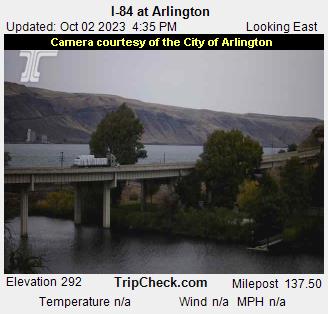 I-84 at Arlington
Updated: Oct 02 2023 4:35 PM Looking East
Camera courtesy of the City of Arlington
Elevation 292 TripCheck.com Milepost 137.50
Temperature n/a Wind n/a MPH n/a